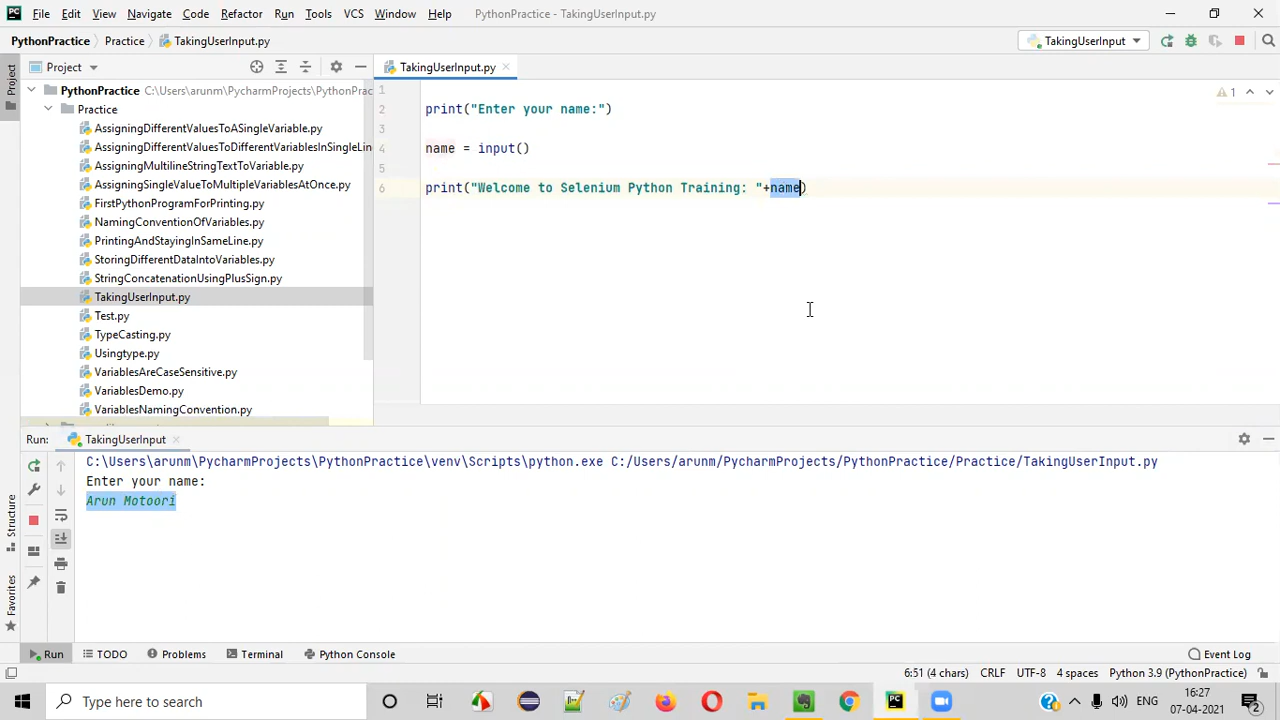 PC File Edit View Navigate Code Refactor Run Tools VCS Window Help PythonPractice - TakingUserInput.py
PythonPractice Practice TakingUserInput.py TakingUserInput
Project TakingUserInput.py
PythonPractice C:\Users\arunm\PycharmProjects\PythonPrac
Practice
AssigningDifferentValuesToASingleVariable.py
AssigningDifferentValuesToDifferentVariablesInSingleLin
AssigningMultilineStringTextToVariable.py
AssigningSingleValueToMultipleVariablesAtOnce.py
FirstPythonProgramForPrinting.py
NamingConventionOfVariables.py
PrintingAndStayingInSameLine.py
StoringDifferentDataIntoVariables.py
StringConcatenationUsingPlusSign.py
TakingUserInput.py
Test.py
TypeCasting.py
Usingtype.py
VariablesAreCaseSensitive.py
VariablesDemo.py
VariablesNamingConvention.py
1
2 print("Enter your name:")
3
4 name = input()
5
6 print("Welcome to Selenium Python Training: "+name)
1
Project
Structure
Favorites
Run: TakingUserInput
C:\Users\arunm\PycharmProjects\PythonPractice\venv\Scripts\python.exe C:/Users/arunm/PycharmProjects/PythonPractice/Practice/TakingUserInput.py
Enter your name:
Arun Motoori
Run TODO Problems Terminal Python Console Event Log
6:51 (4 chars) CRLF UTF-8 4 spaces Python 3.9 (PythonPractice)
Type here to search PC ENG 16:27
07-04-2021 2